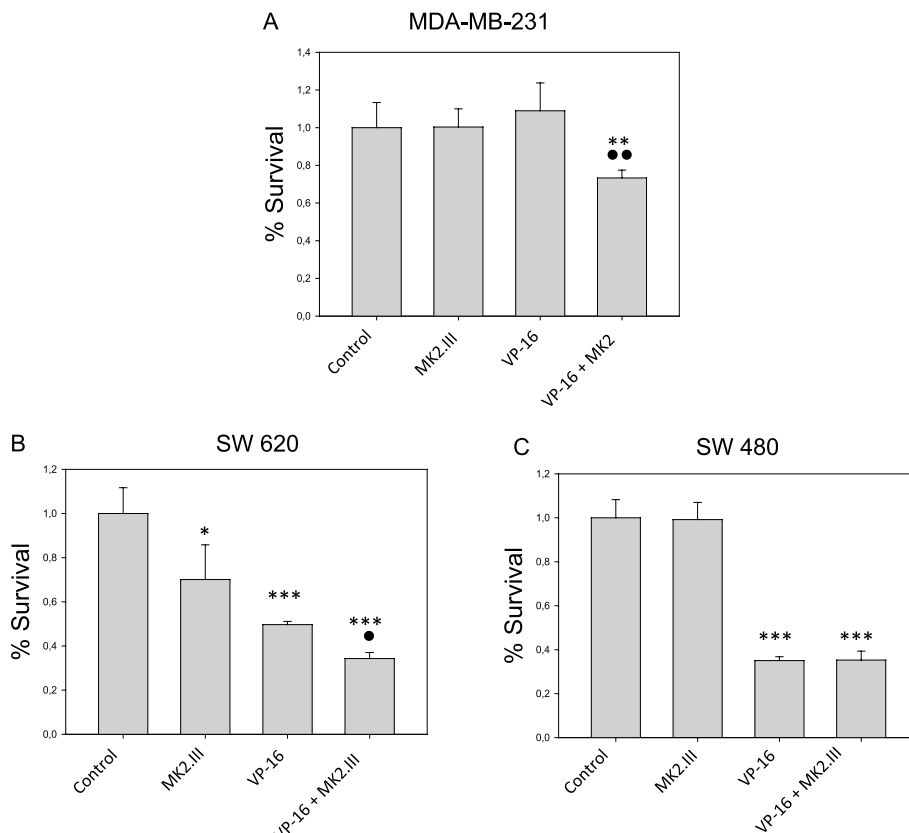 A MDA-MB-231
1,4
1,2
1,0
0,8
0,6
0,4
0,2
0,0
% Survival
**
●●
Control
MK2.III
VP-16
VP-16 + MK2
B SW 620
1,2
1,0
0,8
0,6
0,4
0,2
0,0
% Survival
*
***
***
●
Control
MK2.III
VP-16
VP-16 + MK2.III
C SW 480
1,2
1,0
0,8
0,6
0,4
0,2
0,0
% Survival
***
***
Control
MK2.III
VP-16
VP-16 + MK2.III